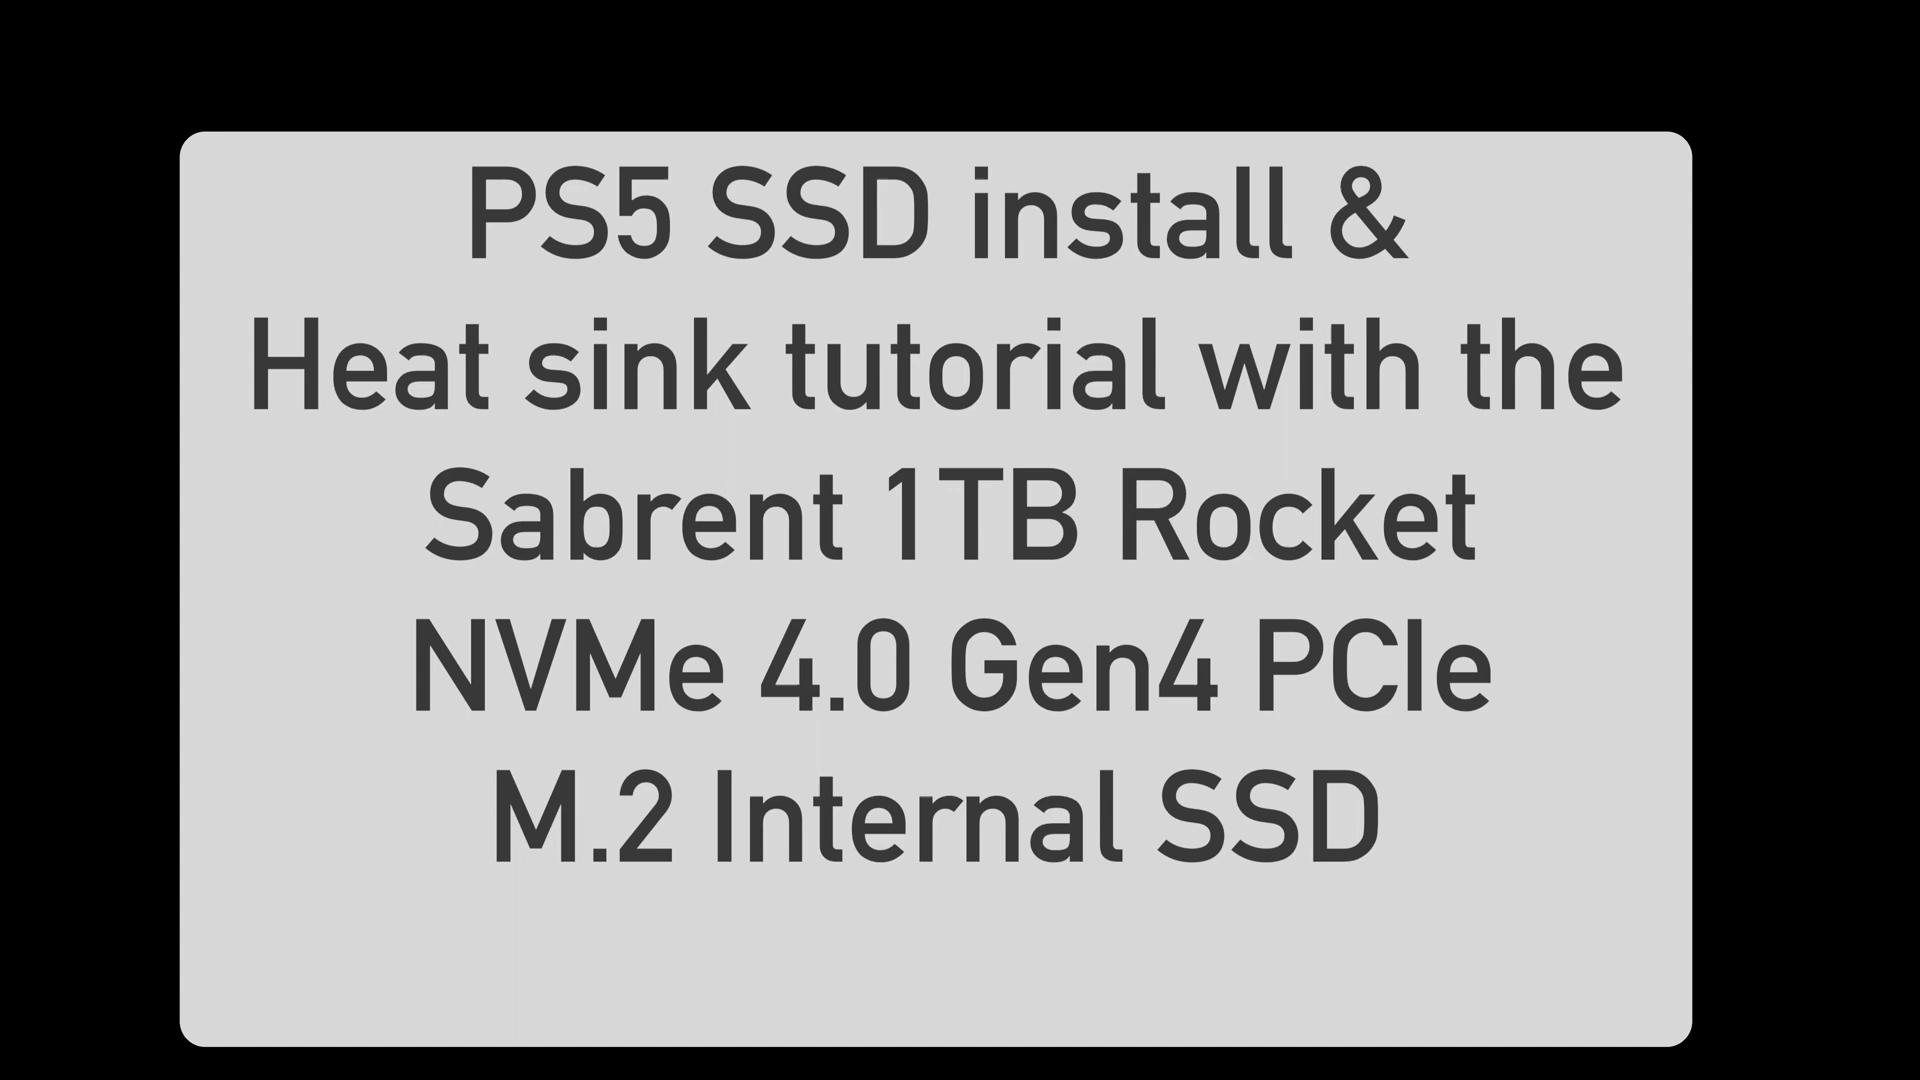 PS5 SSD install &
Heat sink tutorial with the
Sabrent 1TB Rocket
NVMe 4.0 Gen4 PCIe
M.2 Internal SSD